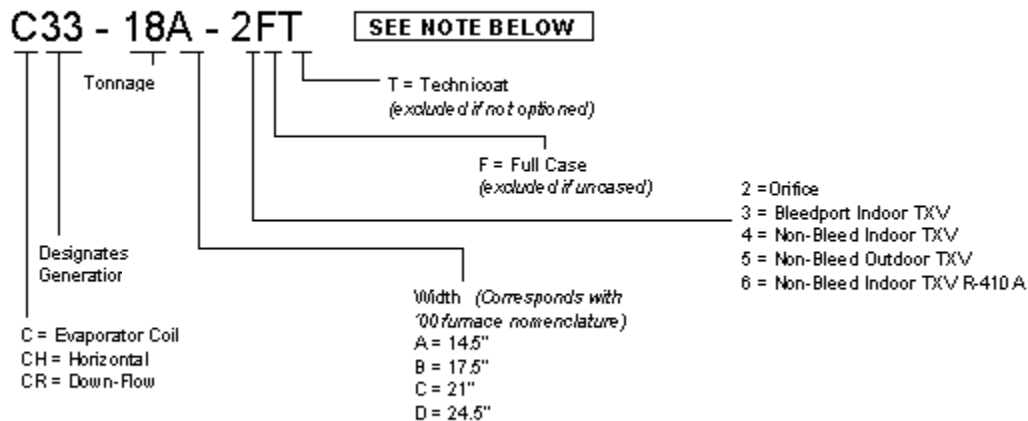 C33 - 18A - 2FT
SEE NOTE BELOW
Tonnage
T = Technicoat
(excluded if not optioned)
F = Full Case
(excluded if uncased)
2 =Orifice
3 = Bleedport Indoor TXV
4 = Non-Bleed Indoor TXV
5 = Non-Bleed Outdoor TXV
6 = Non-Bleed Indoor TXV R-410A
Designates
Generation
Width (Corresponds with
'00 furnace nomenclature)
A = 14.5"
B = 17.5"
C = 21"
D = 24.5"
C = Evaporator Coil
CH = Horizontal
CR = Down-Flow